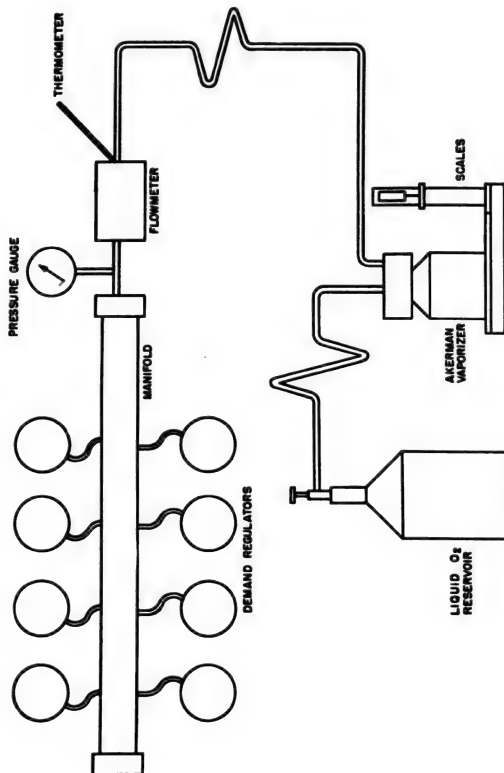 THERMOMETER
PRESSURE GAUGE
FLOWMETER
MANIFOLD
DEMAND REGULATORS
SCALES
AKERMAN
VAPORIZER
LIQUID O₂
RESERVOIR